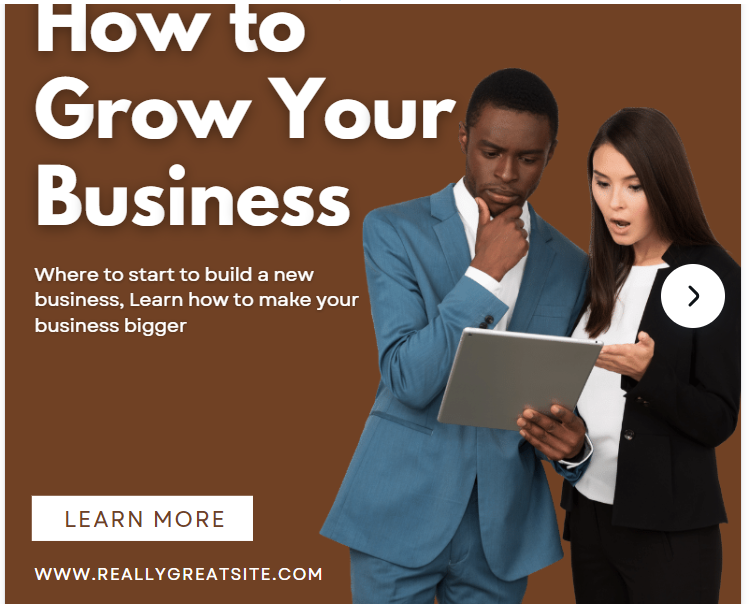 How to
Grow Your
Business
Where to start to build a new
business, Learn how to make your
business bigger
LEARN MORE
WWW.REALLYGREATSITE.COM